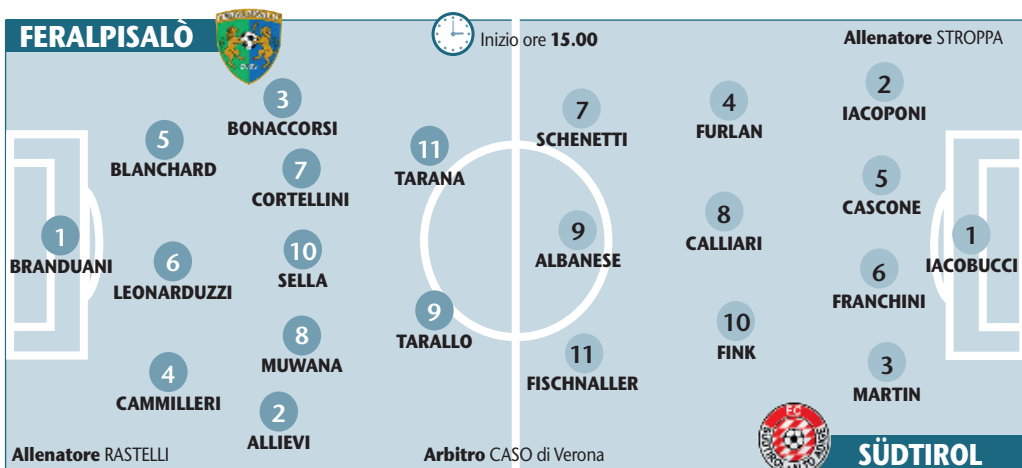 FERALPISALÒ
Inizio ore 15.00
Allenatore STROPPA
1
BRANDUANI
5
BLANCHARD
6
LEONARDUZZI
4
CAMMILLERI
3
BONACCORSI
7
CORTELLINI
10
SELLA
8
MUWANA
2
ALLIEVI
11
TARANA
9
TARALLO
7
SCHENETTI
9
ALBANESE
11
FISCHNALLER
4
FURLAN
8
CALLIARI
10
FINK
2
IACOPONI
5
CASCONE
6
FRANCHINI
3
MARTIN
1
IACOBUCCI
Allenatore RASTELLI
Arbitro CASO di Verona
FC
SÜDTIROL